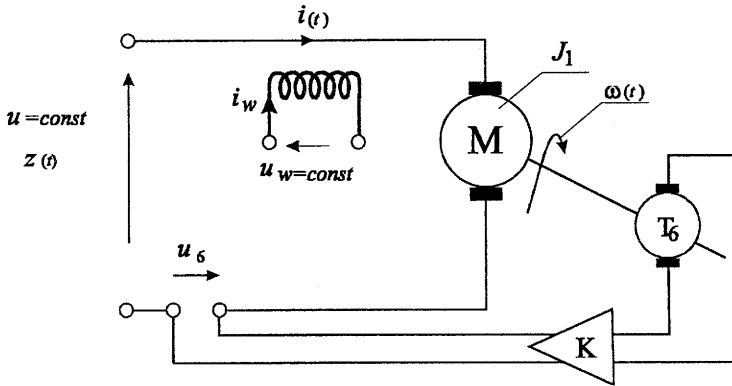 i(t)
J1
ω(t)
iw
u=const
z(t)
uw=const
M
T6
u6
K